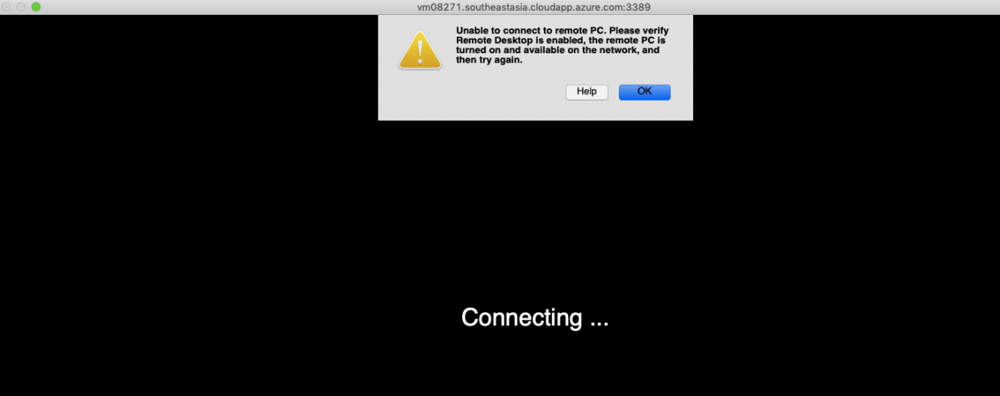 vm08271.southeastasia.cloudapp.azure.com:3389
Unable to connect to remote PC. Please verify
Remote Desktop is enabled, the remote PC is
turned on and available on the network, and
then try again.
Help OK
Connecting ...